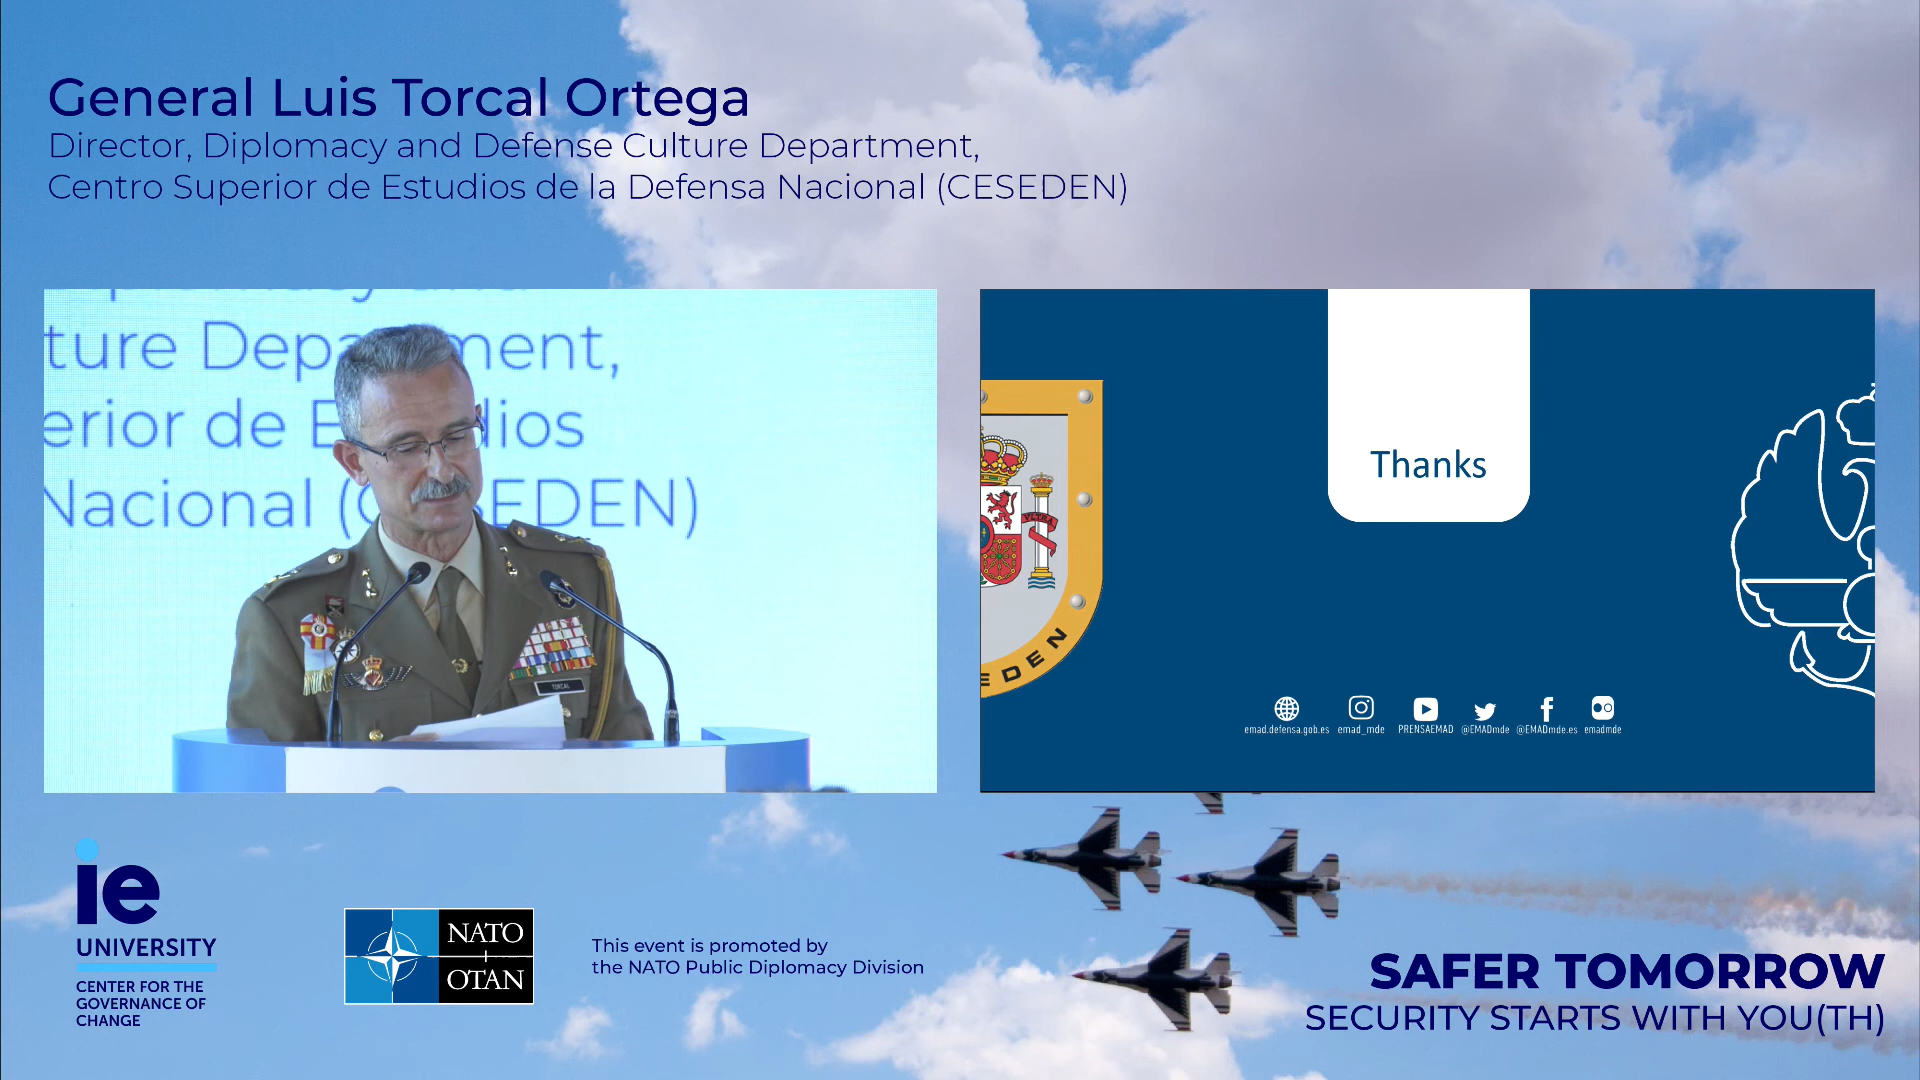 General Luis Torcal Ortega
Director, Diplomacy and Defense Culture Department,
Centro Superior de Estudios de la Defensa Nacional (CESEDEN)
ture Depa ment,
erior de E dios
Nacional (C SEDEN)
TORCAL
Thanks
EDEN
emad.defensa.gob.es emad_mde PRENSAEMAD @EMADmde @EMADmde.es emadmde
ie
UNIVERSITY
CENTER FOR THE
GOVERNANCE OF
CHANGE
NATO
OTAN
This event is promoted by
the NATO Public Diplomacy Division
SAFER TOMORROW
SECURITY STARTS WITH YOU(TH)